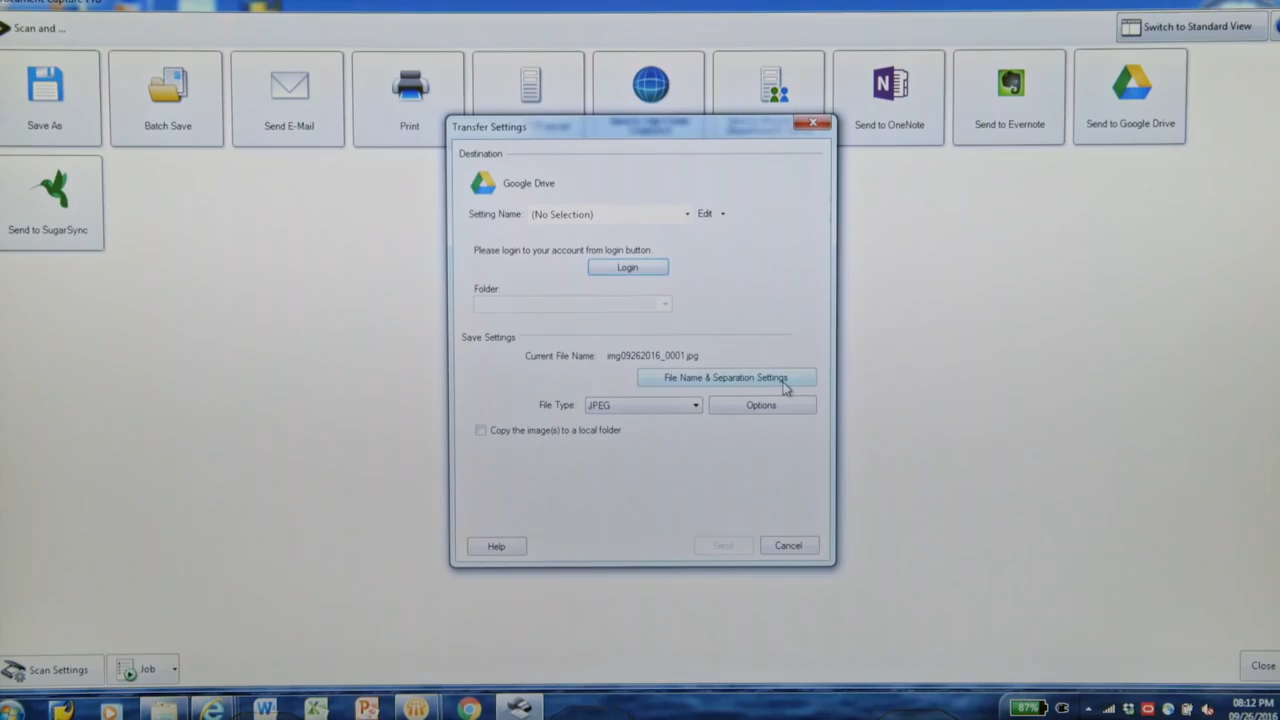 Document Capture Pro
Scan and ...
Switch to Standard View
Save As
Batch Save
Send E-Mail
Print
Send to OneNote
Send to Evernote
Send to Google Drive
Send to SugarSync
Transfer Settings
Destination
Google Drive
Setting Name: (No Selection) Edit
Please login to your account from login button.
Login
Folder:
Save Settings
Current File Name: img09262016_0001.jpg
File Name & Separation Settings
File Type: JPEG Options
Copy the image(s) to a local folder
Help Send Cancel
Scan Settings Job Close
87%
08:12 PM
09/26/2016